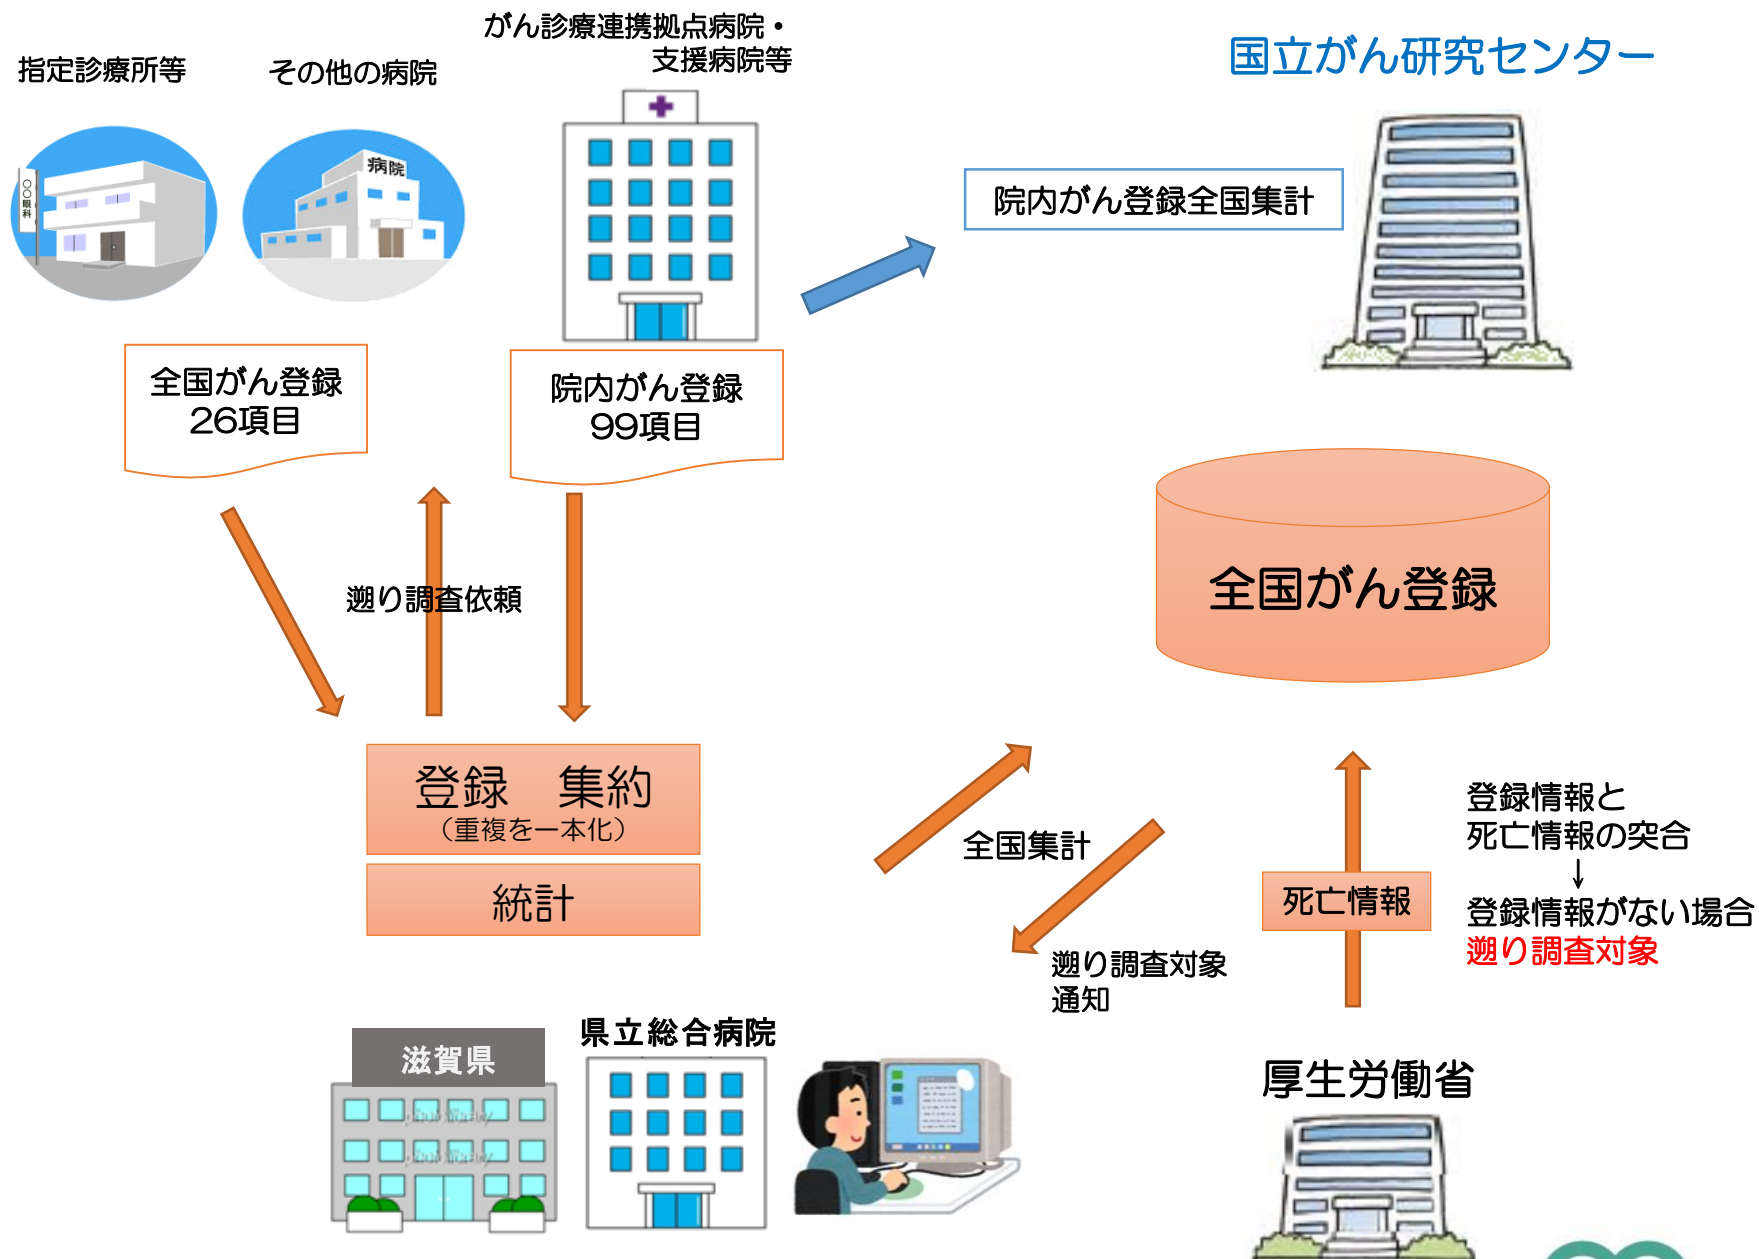 がん診療連携拠点病院・
支援病院等
指定診療所等
その他の病院
国立がん研究センター
〇〇眼科
病院
院内がん登録全国集計
全国がん登録
26項目
院内がん登録
99項目
遡り調査依頼
全国がん登録
登録　集約
（重複を一本化）
統計
全国集計
遡り調査対象
通知
死亡情報
登録情報と
死亡情報の突合
↓
登録情報がない場合
遡り調査対象
滋賀県
県立総合病院
厚生労働省